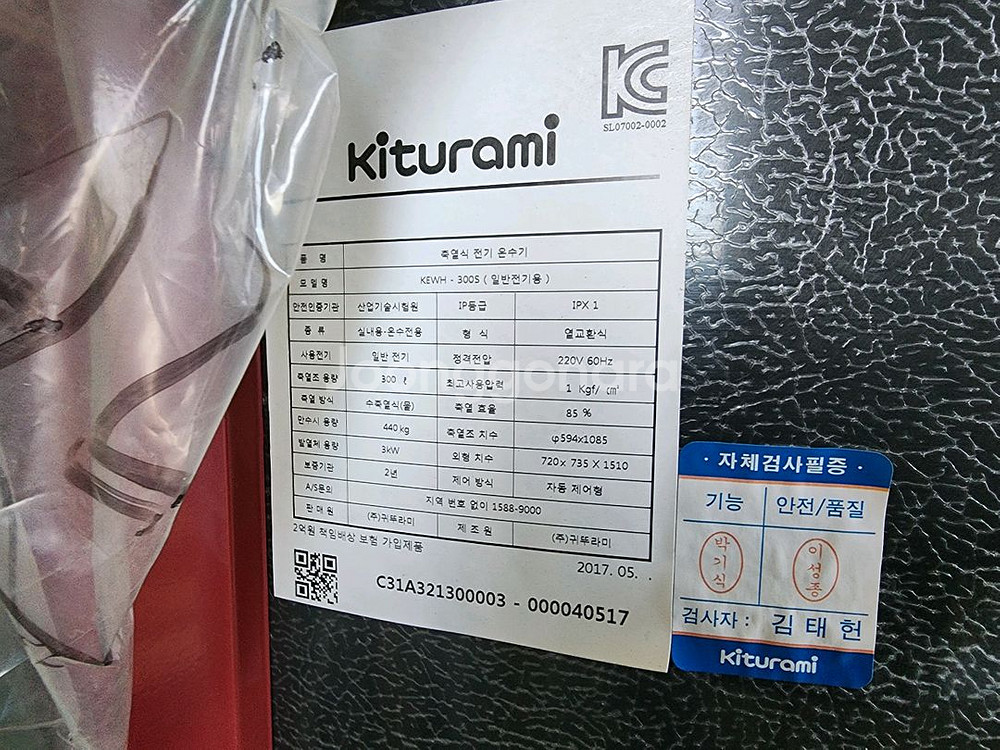 KC
SL07002-0002
Kiturami
품 명 축열식 전기 온수기
모델명 KEWH - 300S ( 일반전기용 )
안전인증기관 산업기술시험원 IP등급 IPX 1
종 류 실내용·온수전용 형 식 열교환식
사용전기 일반 전기 정격전압 220V 60Hz
축열조 용량 300 ℓ 최고사용압력 1 Kgf/ cm²
축열 방식 수축열식(물) 축열 효율 85 %
만수시 용량 440 kg 축열조 치수 φ594x1085
발열체 용량 3kW 외형 치수 720x 735 X 1510
보증기간 2년 제어 방식 자동 제어형
A/S문의 지역 번호 없이 1588-9000
판 매 원 (주)귀뚜라미 제 조 원 (주)귀뚜라미
2억원 책임배상 보험 가입제품
2017. 05. .
C31A321300003 - 000040517
· 자체검사필증 ·
기능 안전/품질
박기식 이성종
검사자 : 김 태 헌
Kiturami